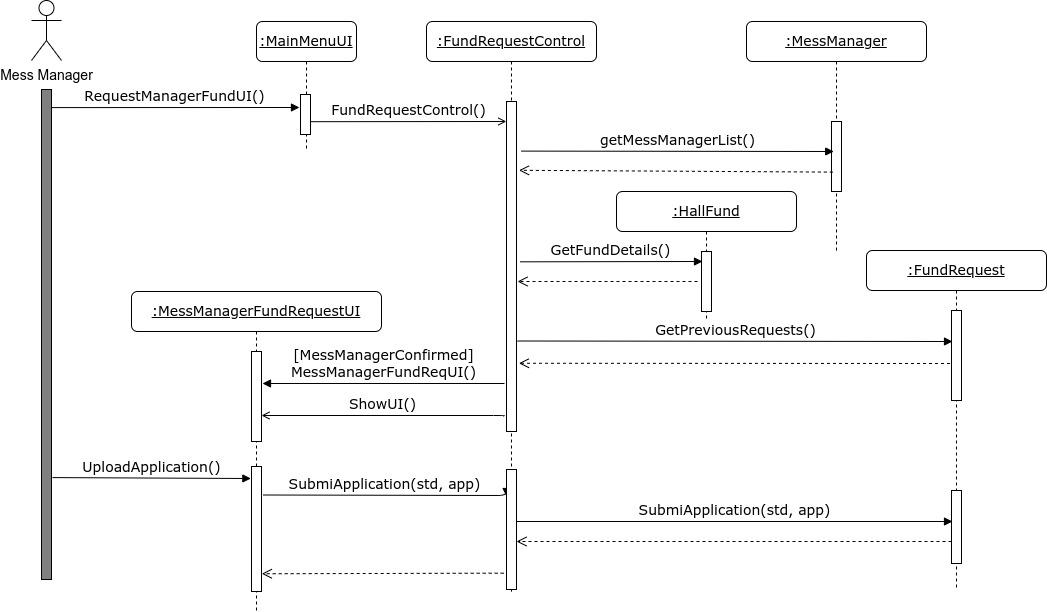 :MainMenuUI
:FundRequestControl
:MessManager
Mess Manager
RequestManagerFundUI()
FundRequestControl()
getMessManagerList()
:HallFund
GetFundDetails()
:FundRequest
:MessManagerFundRequestUI
GetPreviousRequests()
[MessManagerConfirmed]
MessManagerFundReqUI()
ShowUI()
UploadApplication()
SubmiApplication(std, app)
SubmiApplication(std, app)